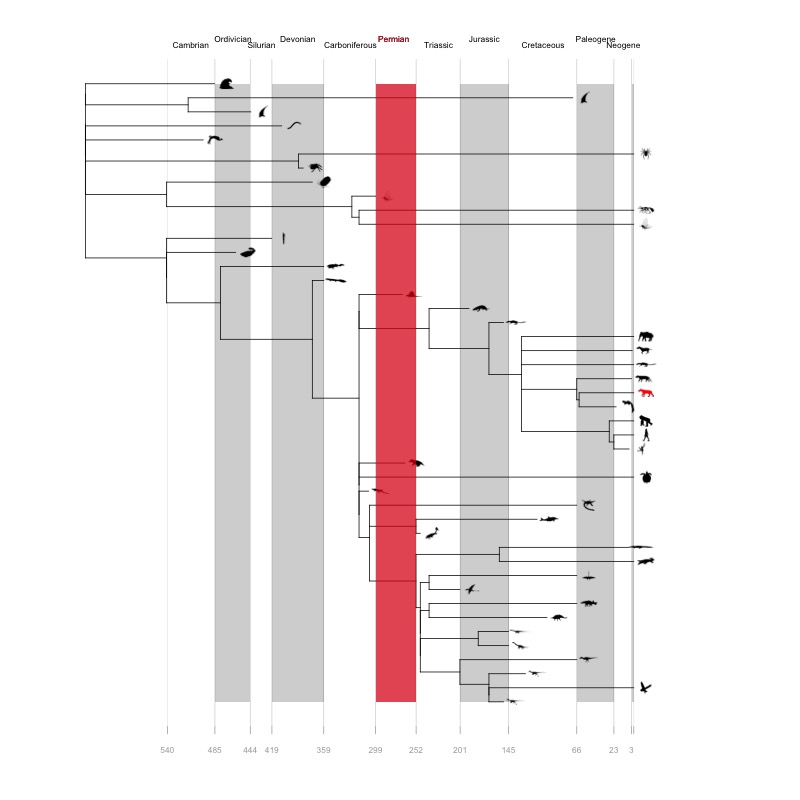 Ordivician Devonian Permian Jurassic Paleogene
Cambrian Silurian Carboniferous Triassic Cretaceous Neogene
540 485 444 419 359 299 252 201 145 66 23 3